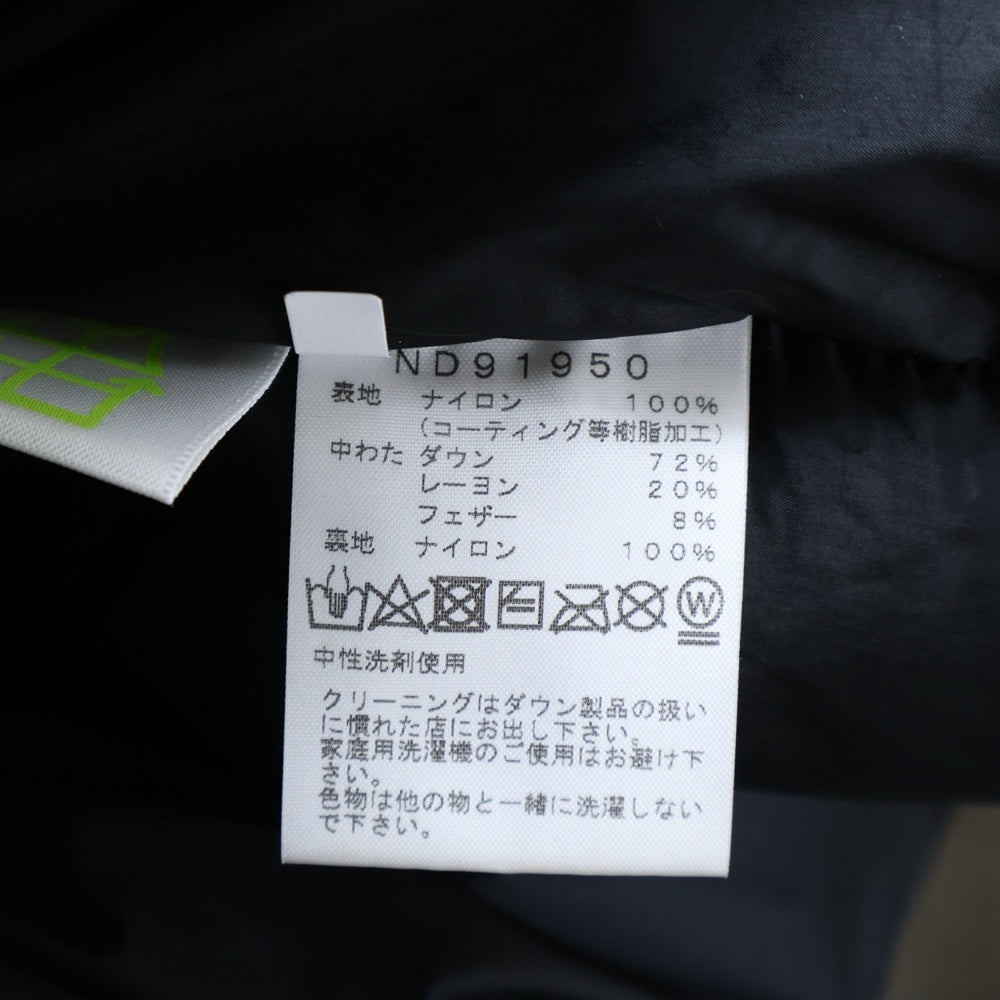 ND91950
表地 ナイロン 100%
(コーティング等樹脂加工)
中わた ダウン 72%
レーヨン 20%
フェザー 8%
裏地 ナイロン 100%
W
中性洗剤使用
クリーニングはダウン製品の扱い
に慣れた店にお出し下さい。
家庭用洗濯機のご使用はお避け下
さい。
色物は他の物と一緒に洗濯しない
で下さい。